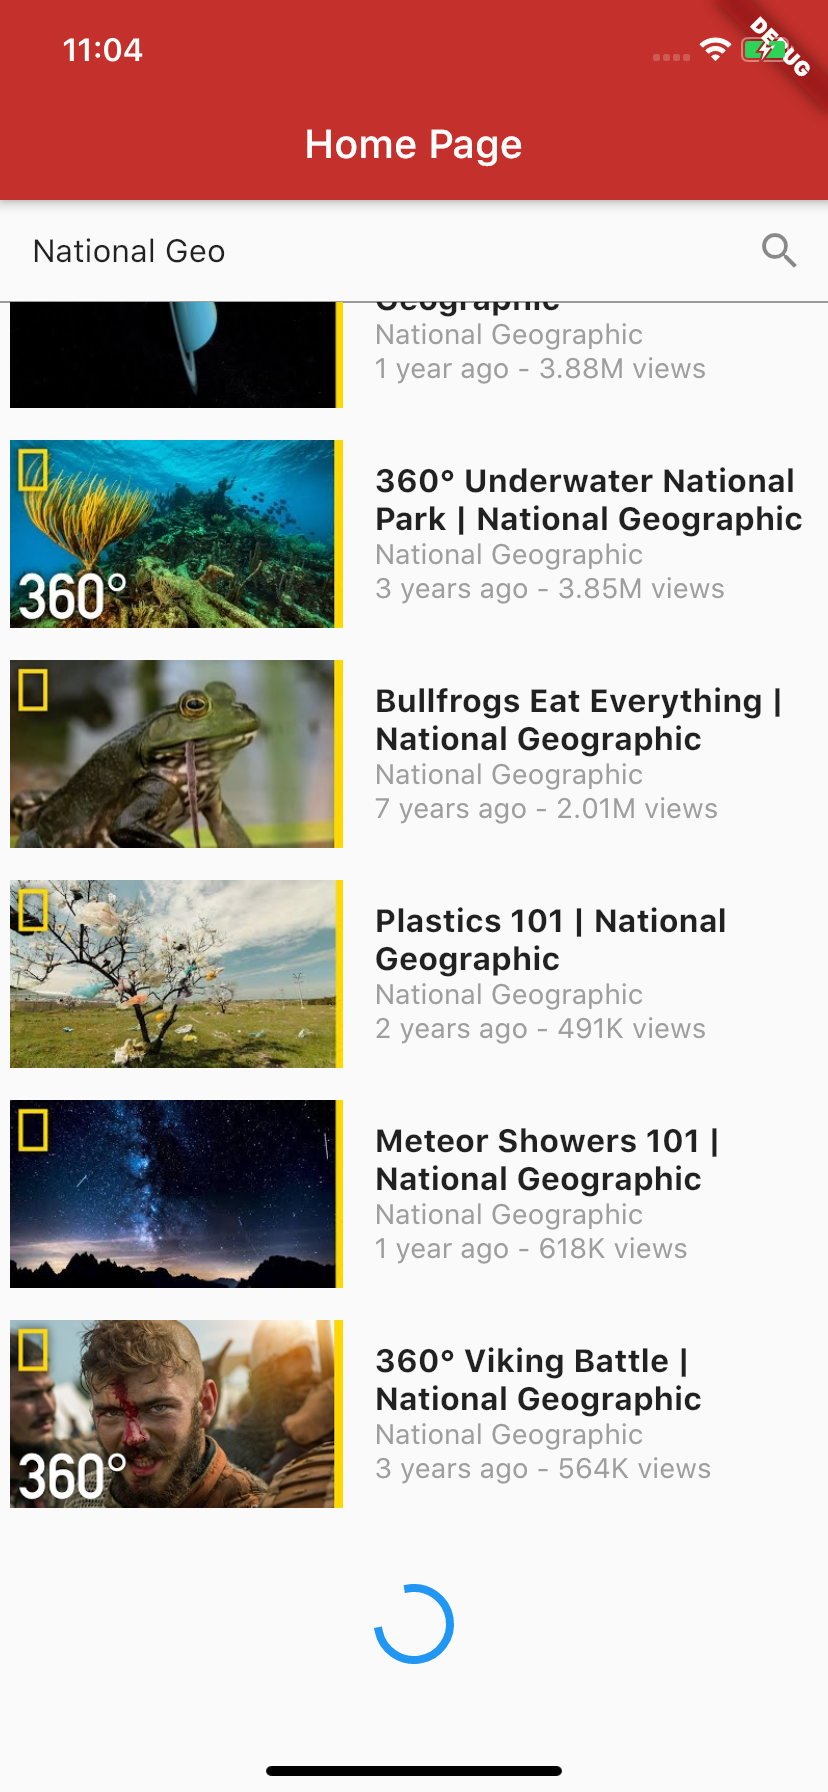 11:04
DEBUG
Home Page
National Geo
Geographic
National Geographic
1 year ago - 3.88M views
360°
360° Underwater National
Park | National Geographic
National Geographic
3 years ago - 3.85M views
Bullfrogs Eat Everything |
National Geographic
National Geographic
7 years ago - 2.01M views
Plastics 101 | National
Geographic
National Geographic
2 years ago - 491K views
Meteor Showers 101 |
National Geographic
National Geographic
1 year ago - 618K views
360°
360° Viking Battle |
National Geographic
National Geographic
3 years ago - 564K views